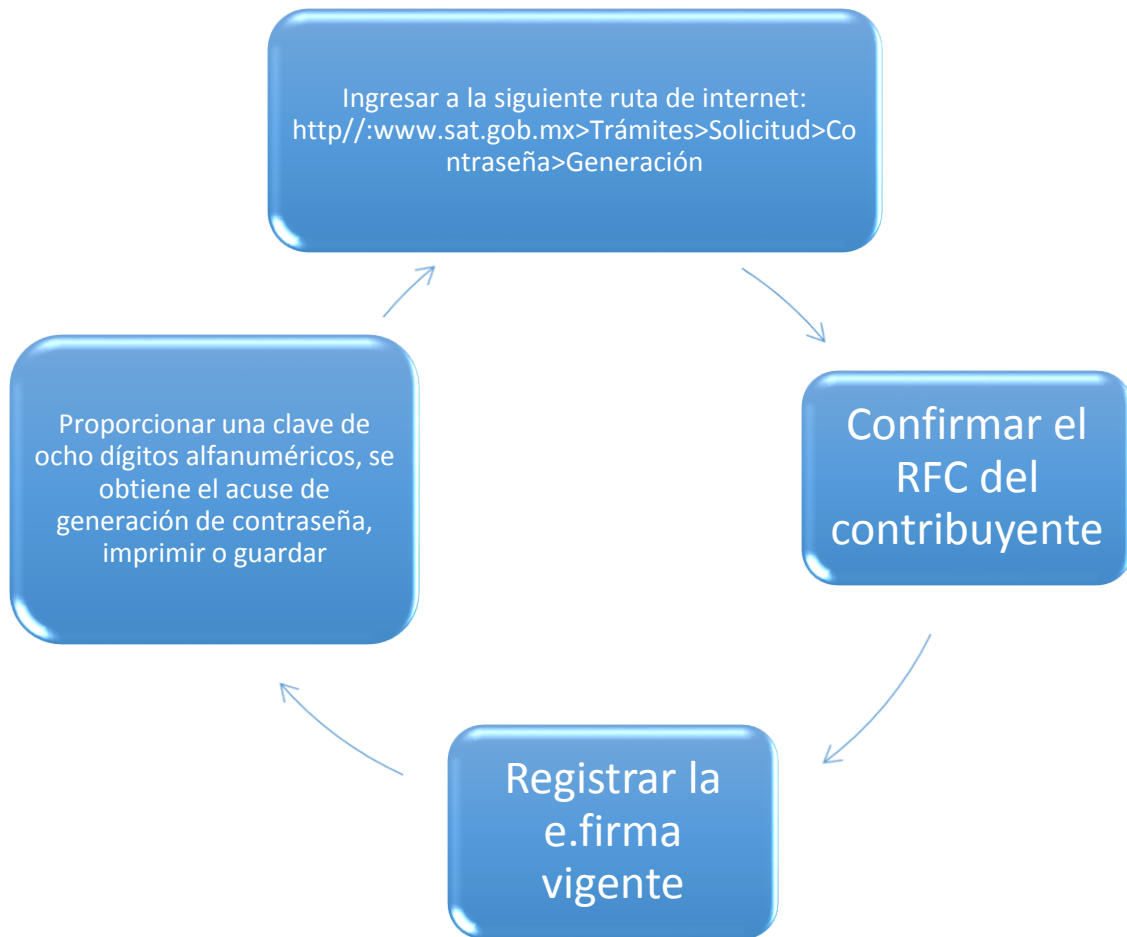 Ingresar a la siguiente ruta de internet:
http//:www.sat.gob.mx>Trámites>Solicitud>Co
ntraseña>Generación
Confirmar el
RFC del
contribuyente
Registrar la
e.firma
vigente
Proporcionar una clave de
ocho dígitos alfanuméricos, se
obtiene el acuse de
generación de contraseña,
imprimir o guardar